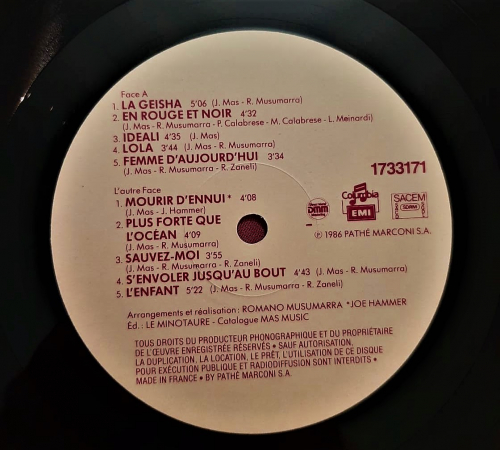 Face A
1. LA GEISHA 5'06 (J. Mas - R. Musumarra)
2. EN ROUGE ET NOIR 4'32
(J. Mas - R. Musumarra - P. Calabrese - M. Calabrese - L. Meinardi)
3. IDEALI 4'35 (J. Mas)
4. LOLA 3'44 (J. Mas - R. Musumarra)
5. FEMME D'AUJOURD'HUI 3'34
(J. Mas - R. Musumarra - R. Zaneli)
1733171
L'autre Face
1. MOURIR D'ENNUI* 4'08
(J. Mas - J. Hammer)
2. PLUS FORTE QUE
L'OCÉAN 4'09
(J. Mas - R. Musumarra)
3. SAUVEZ-MOI 3'55
(J. Mas - R. Musumarra - R. Zaneli)
4. S'ENVOLER JUSQU'AU BOUT 4'43 (J. Mas - R. Musumarra)
5. L'ENFANT 5'22 (J. Mas - R. Musumarra - R. Zaneli)
Columbia
EMI
SACEM
SDRM
℗ 1986 PATHÉ MARCONI S.A.
Arrangements et réalisation : ROMANO MUSUMARRA *JOE HAMMER
Éd. : LE MINOTAURE - Catalogue MAS MUSIC
TOUS DROITS DU PRODUCTEUR PHONOGRAPHIQUE ET DU PROPRIÉTAIRE
DE L'ŒUVRE ENREGISTRÉE RÉSERVÉS • SAUF AUTORISATION,
LA DUPLICATION, LA LOCATION, LE PRÊT, L'UTILISATION DE CE DISQUE
POUR EXÉCUTION PUBLIQUE ET RADIODIFFUSION SONT INTERDITS •
MADE IN FRANCE • BY PATHÉ MARCONI S.A.